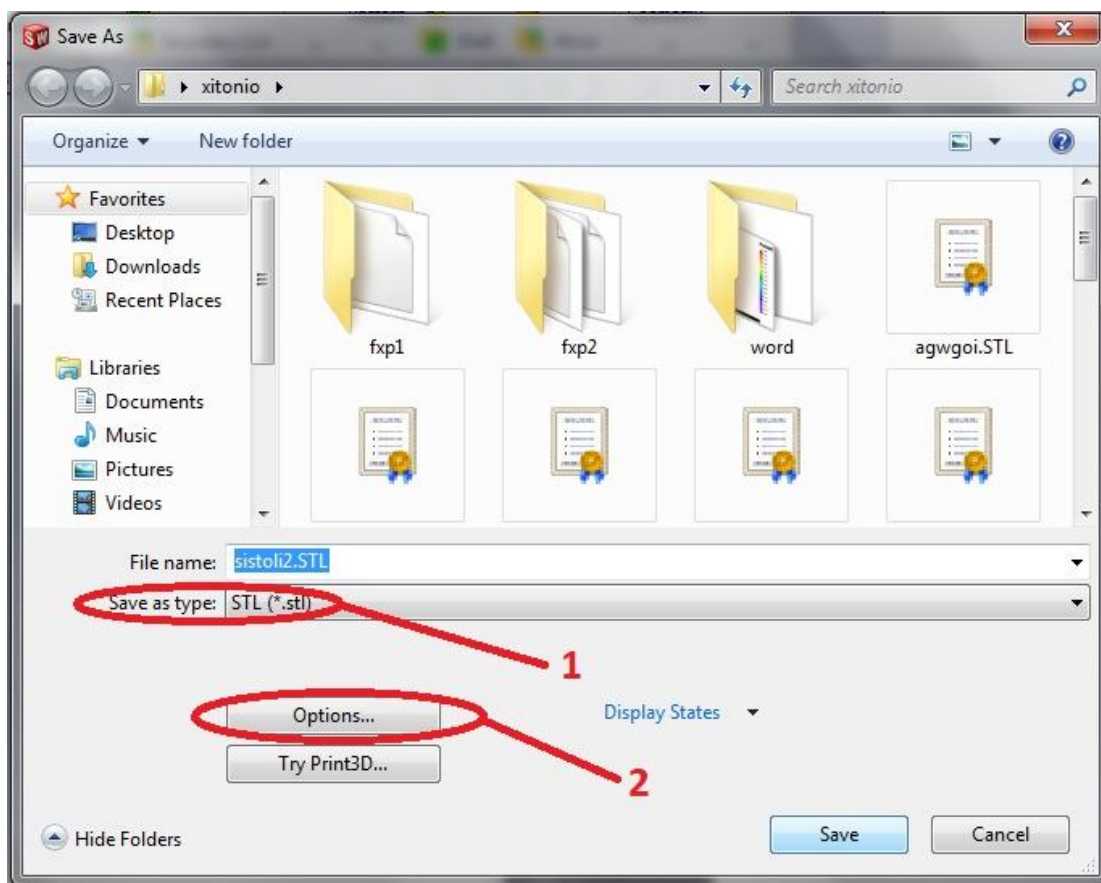 Save As
xitonio
Search xitonio
Organize
New folder
Favorites
Desktop
Downloads
Recent Places
Libraries
Documents
Music
Pictures
Videos
fxp1
fxp2
word
agwgoi.STL
File name: sistoli2.STL
Save as type: STL (*.stl)
1
Options...
Display States
Try Print3D...
2
Hide Folders
Save
Cancel